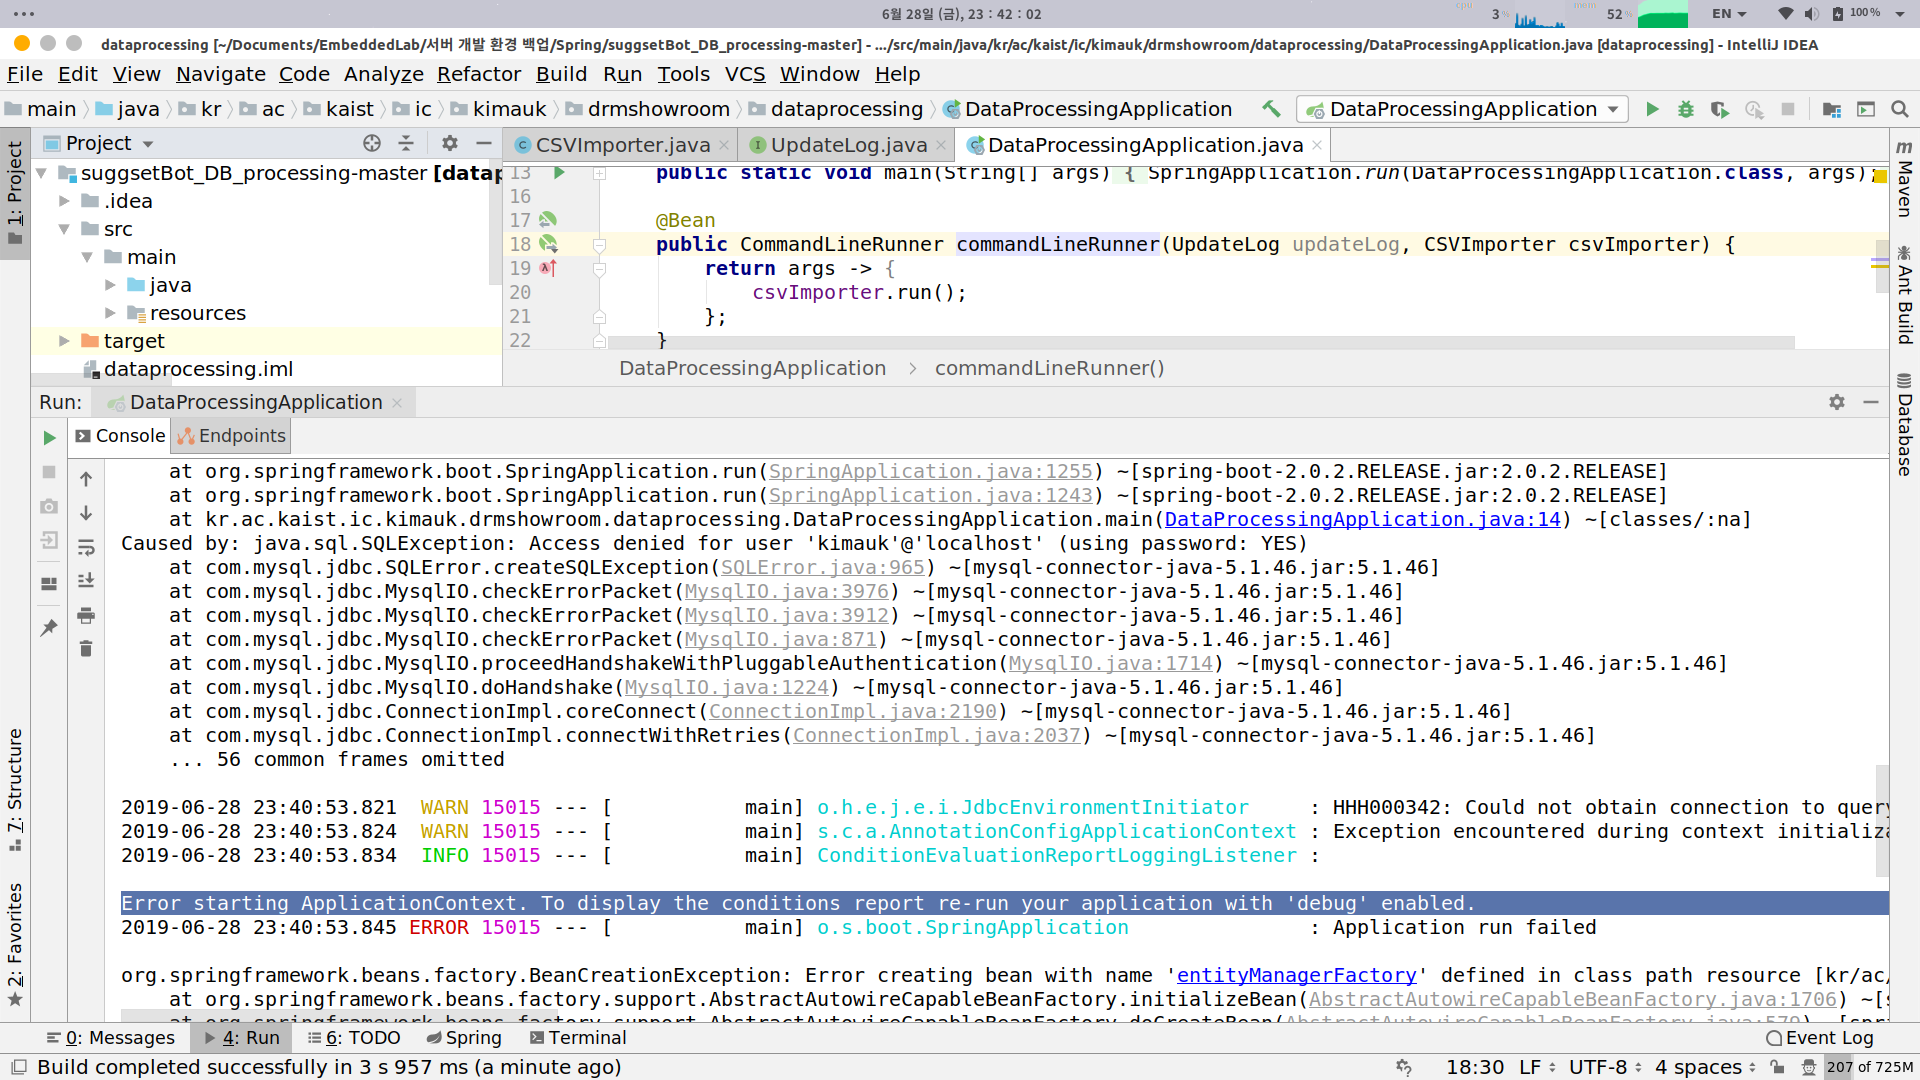 6월 28일 (금), 23 : 42 : 02
cpu 3 % mem 52 % EN 100 %
dataprocessing [~/Documents/EmbeddedLab/서버 개발 환경 백업/Spring/suggsetBot_DB_processing-master] - .../src/main/java/kr/ac/kaist/ic/kimauk/drmshowroom/dataprocessing/DataProcessingApplication.java [dataprocessing] - IntelliJ IDEA
File Edit View Navigate Code Analyze Refactor Build Run Tools VCS Window Help
main java kr ac kaist ic kimauk drmshowroom dataprocessing DataProcessingApplication DataProcessingApplication
1: Project
Project
CSVImporter.java UpdateLog.java DataProcessingApplication.java
suggsetBot_DB_processing-master [datap
.idea
src
main
java
resources
target
dataprocessing.iml
13 public static void main(String[] args) { SpringApplication.run(DataProcessingApplication.class, args);
16
17 @Bean
18 public CommandLineRunner commandLineRunner(UpdateLog updateLog, CSVImporter csvImporter) {
19 return args -> {
20 csvImporter.run();
21 };
22 }
DataProcessingApplication > commandLineRunner()
m Maven
Ant Build
Database
Run: DataProcessingApplication
Console Endpoints
at org.springframework.boot.SpringApplication.run(SpringApplication.java:1255) ~[spring-boot-2.0.2.RELEASE.jar:2.0.2.RELEASE]
at org.springframework.boot.SpringApplication.run(SpringApplication.java:1243) ~[spring-boot-2.0.2.RELEASE.jar:2.0.2.RELEASE]
at kr.ac.kaist.ic.kimauk.drmshowroom.dataprocessing.DataProcessingApplication.main(DataProcessingApplication.java:14) ~[classes/:na]
Caused by: java.sql.SQLException: Access denied for user 'kimauk'@'localhost' (using password: YES)
at com.mysql.jdbc.SQLError.createSQLException(SQLError.java:965) ~[mysql-connector-java-5.1.46.jar:5.1.46]
at com.mysql.jdbc.MysqlIO.checkErrorPacket(MysqlIO.java:3976) ~[mysql-connector-java-5.1.46.jar:5.1.46]
at com.mysql.jdbc.MysqlIO.checkErrorPacket(MysqlIO.java:3912) ~[mysql-connector-java-5.1.46.jar:5.1.46]
at com.mysql.jdbc.MysqlIO.checkErrorPacket(MysqlIO.java:871) ~[mysql-connector-java-5.1.46.jar:5.1.46]
at com.mysql.jdbc.MysqlIO.proceedHandshakeWithPluggableAuthentication(MysqlIO.java:1714) ~[mysql-connector-java-5.1.46.jar:5.1.46]
at com.mysql.jdbc.MysqlIO.doHandshake(MysqlIO.java:1224) ~[mysql-connector-java-5.1.46.jar:5.1.46]
at com.mysql.jdbc.ConnectionImpl.coreConnect(ConnectionImpl.java:2190) ~[mysql-connector-java-5.1.46.jar:5.1.46]
at com.mysql.jdbc.ConnectionImpl.connectWithRetries(ConnectionImpl.java:2037) ~[mysql-connector-java-5.1.46.jar:5.1.46]
... 56 common frames omitted
2019-06-28 23:40:53.821 WARN 15015 --- [ main] o.h.e.j.e.i.JdbcEnvironmentInitiator : HHH000342: Could not obtain connection to query
2019-06-28 23:40:53.824 WARN 15015 --- [ main] s.c.a.AnnotationConfigApplicationContext : Exception encountered during context initializa
2019-06-28 23:40:53.834 INFO 15015 --- [ main] ConditionEvaluationReportLoggingListener :
Error starting ApplicationContext. To display the conditions report re-run your application with 'debug' enabled.
2019-06-28 23:40:53.845 ERROR 15015 --- [ main] o.s.boot.SpringApplication : Application run failed
org.springframework.beans.factory.BeanCreationException: Error creating bean with name 'entityManagerFactory' defined in class path resource [kr/ac/
at org.springframework.beans.factory.support.AbstractAutowireCapableBeanFactory.initializeBean(AbstractAutowireCapableBeanFactory.java:1706) ~[s
at org.springframework.beans.factory.support.AbstractAutowireCapableBeanFactory.doCreateBean(AbstractAutowireCapableBeanFactory.java:579) ~[spr
7: Structure
2: Favorites
0: Messages 4: Run 6: TODO Spring Terminal Event Log
Build completed successfully in 3 s 957 ms (a minute ago) 18:30 LF UTF-8 4 spaces 207 of 725M